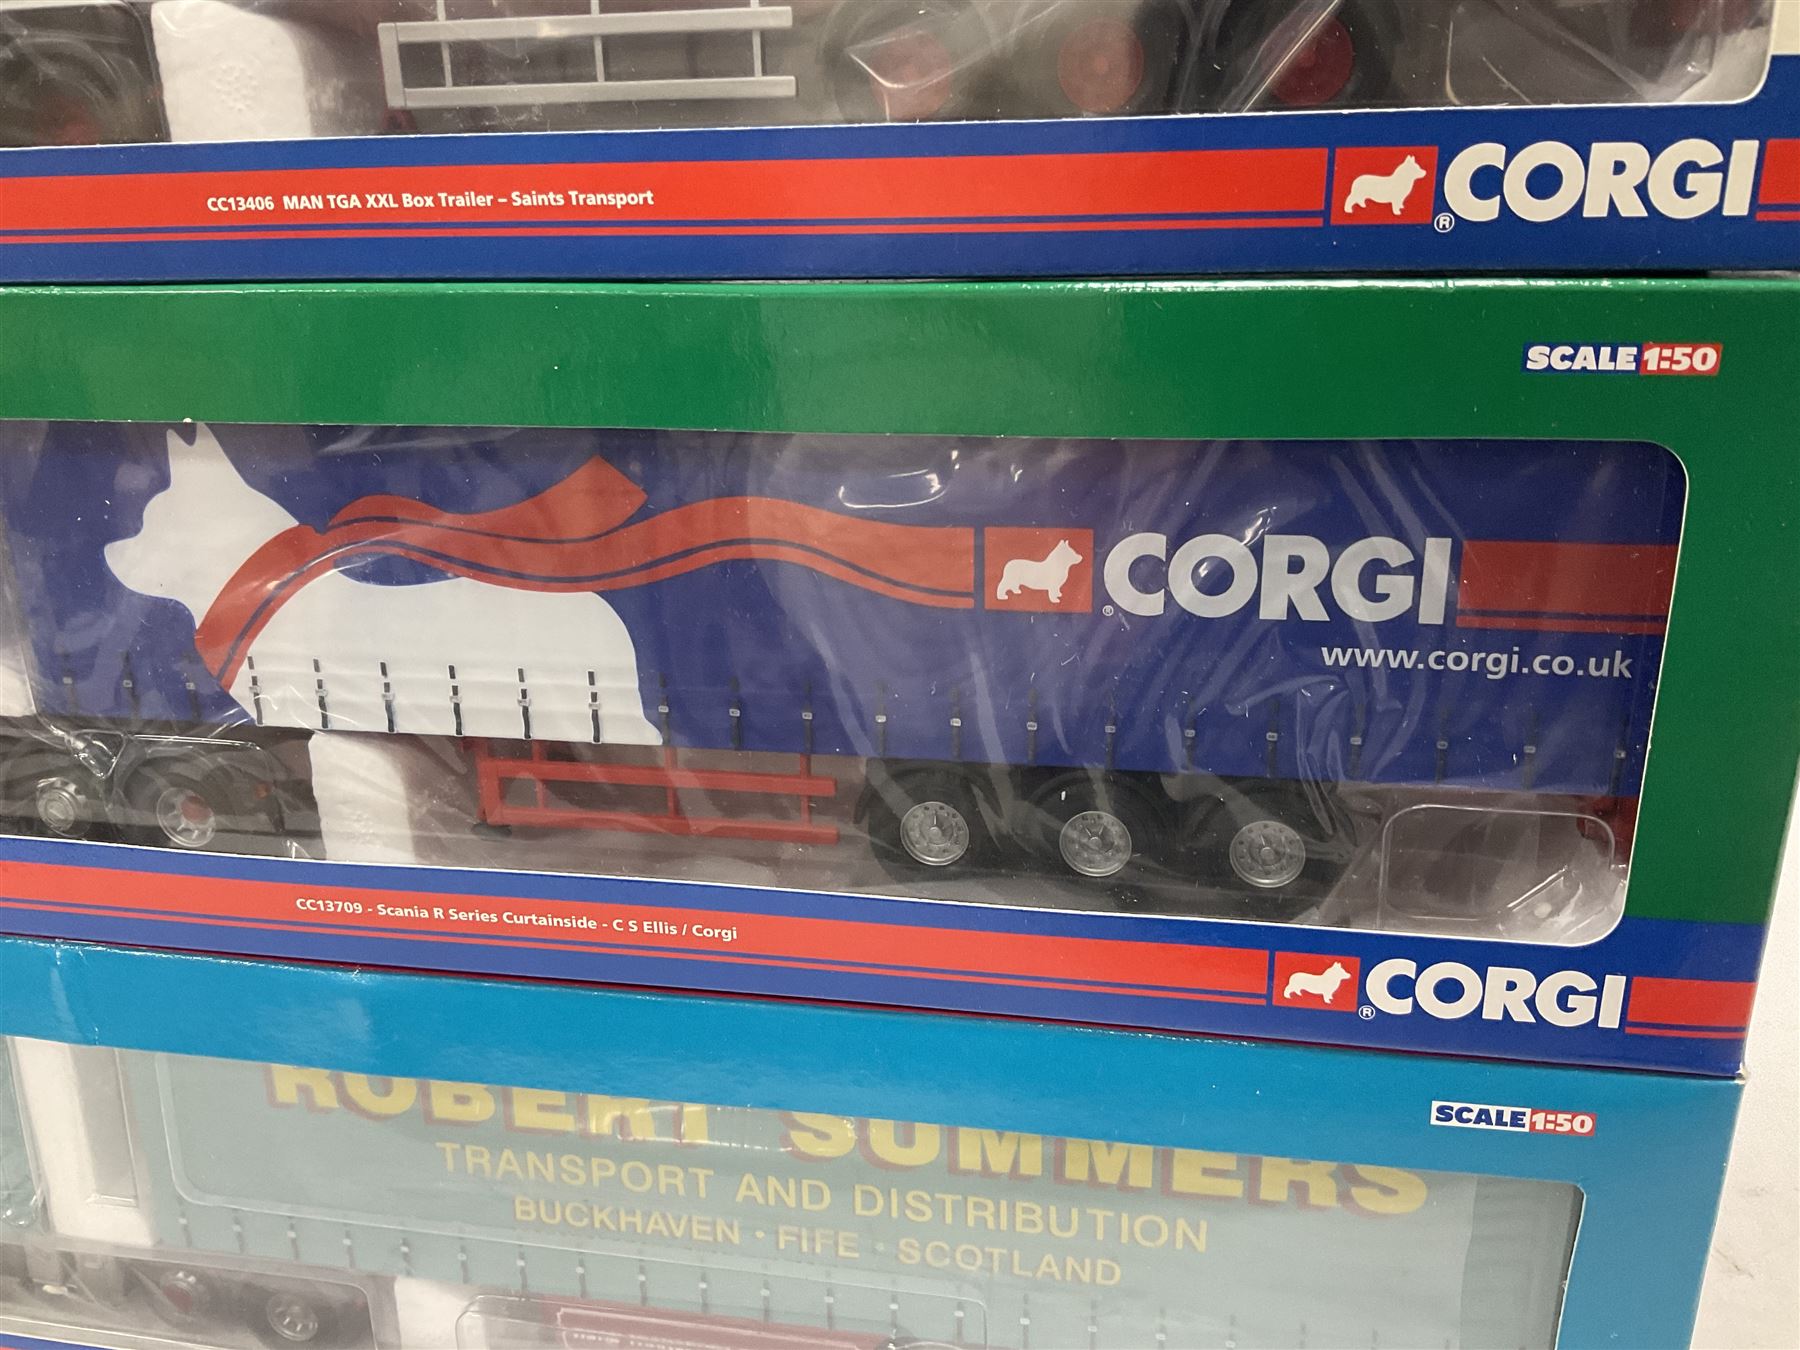 CC13406 MAN TGA XXL Box Trailer – Saints Transport
® CORGI
SCALE 1:50
® CORGI
www.corgi.co.uk
CC13709 - Scania R Series Curtainside - C S Ellis / Corgi
® CORGI
SCALE 1:50
ROBERT SUMMERS
TRANSPORT AND DISTRIBUTION
BUCKHAVEN · FIFE · SCOTLAND